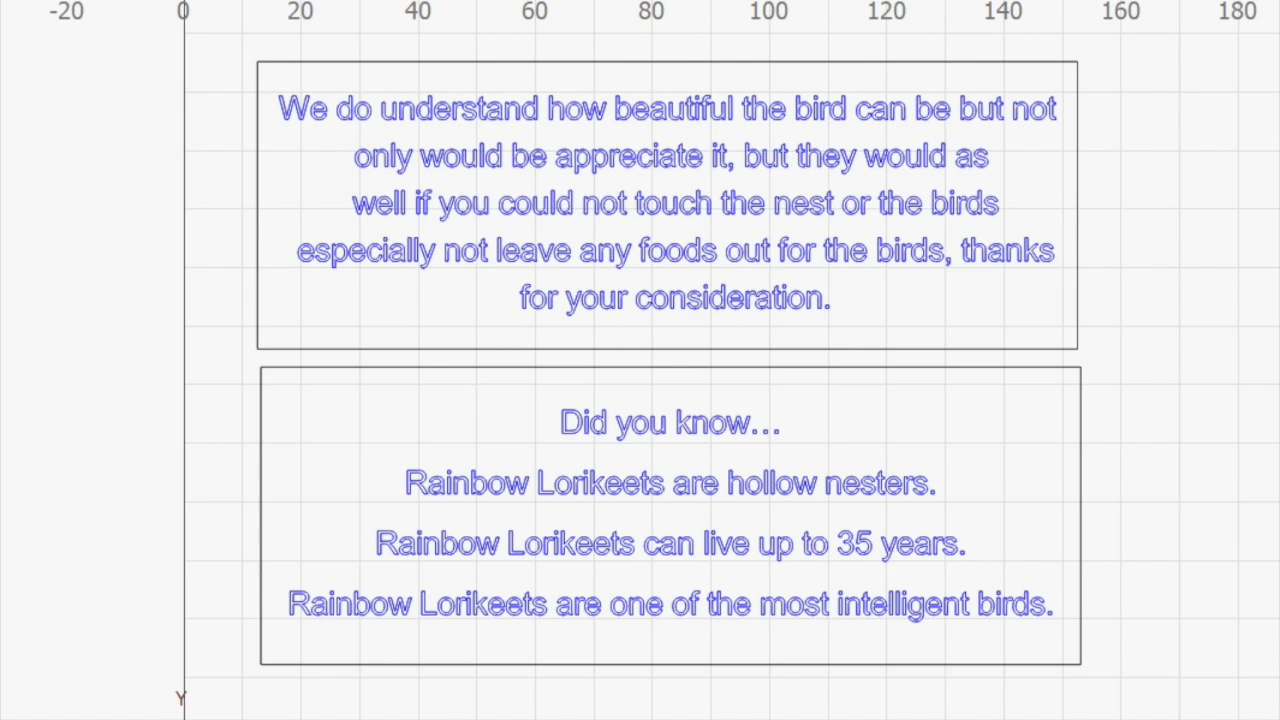 -20 0 20 40 60 80 100 120 140 160 180
We do understand how beautiful the bird can be but not
only would be appreciate it, but they would as
well if you could not touch the nest or the birds
especially not leave any foods out for the birds, thanks
for your consideration.
Did you know...
Rainbow Lorikeets are hollow nesters.
Rainbow Lorikeets can live up to 35 years.
Rainbow Lorikeets are one of the most intelligent birds.
Y